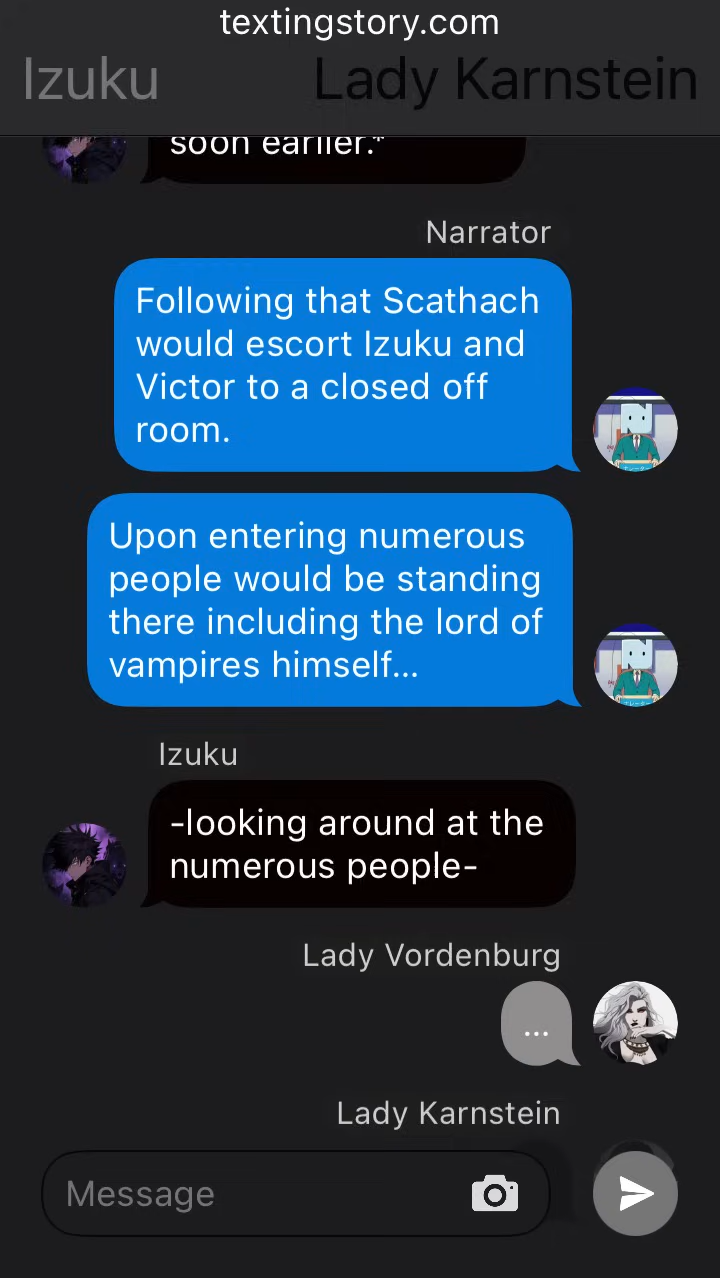 textingstory.com
Izuku
Lady Karnstein
soon earlier.*
Narrator
Following that Scathach
would escort Izuku and
Victor to a closed off
room.
Upon entering numerous
people would be standing
there including the lord of
vampires himself...
Izuku
-looking around at the
numerous people-
Lady Vordenburg
...
Lady Karnstein
Message